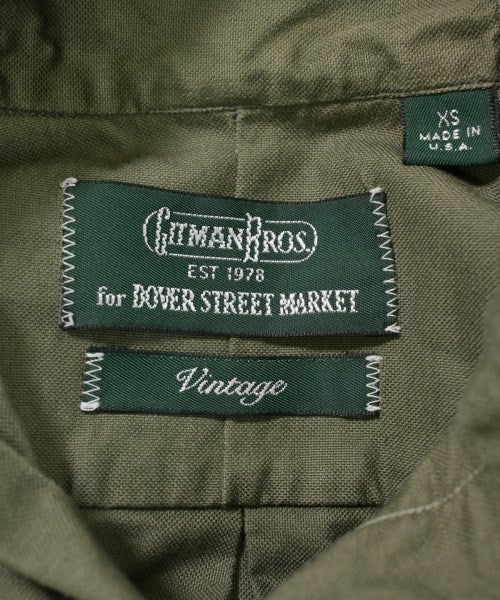 XS
MADE IN
U.S.A.
GITMAN BROS.
EST 1978
for DOVER STREET MARKET
Vintage